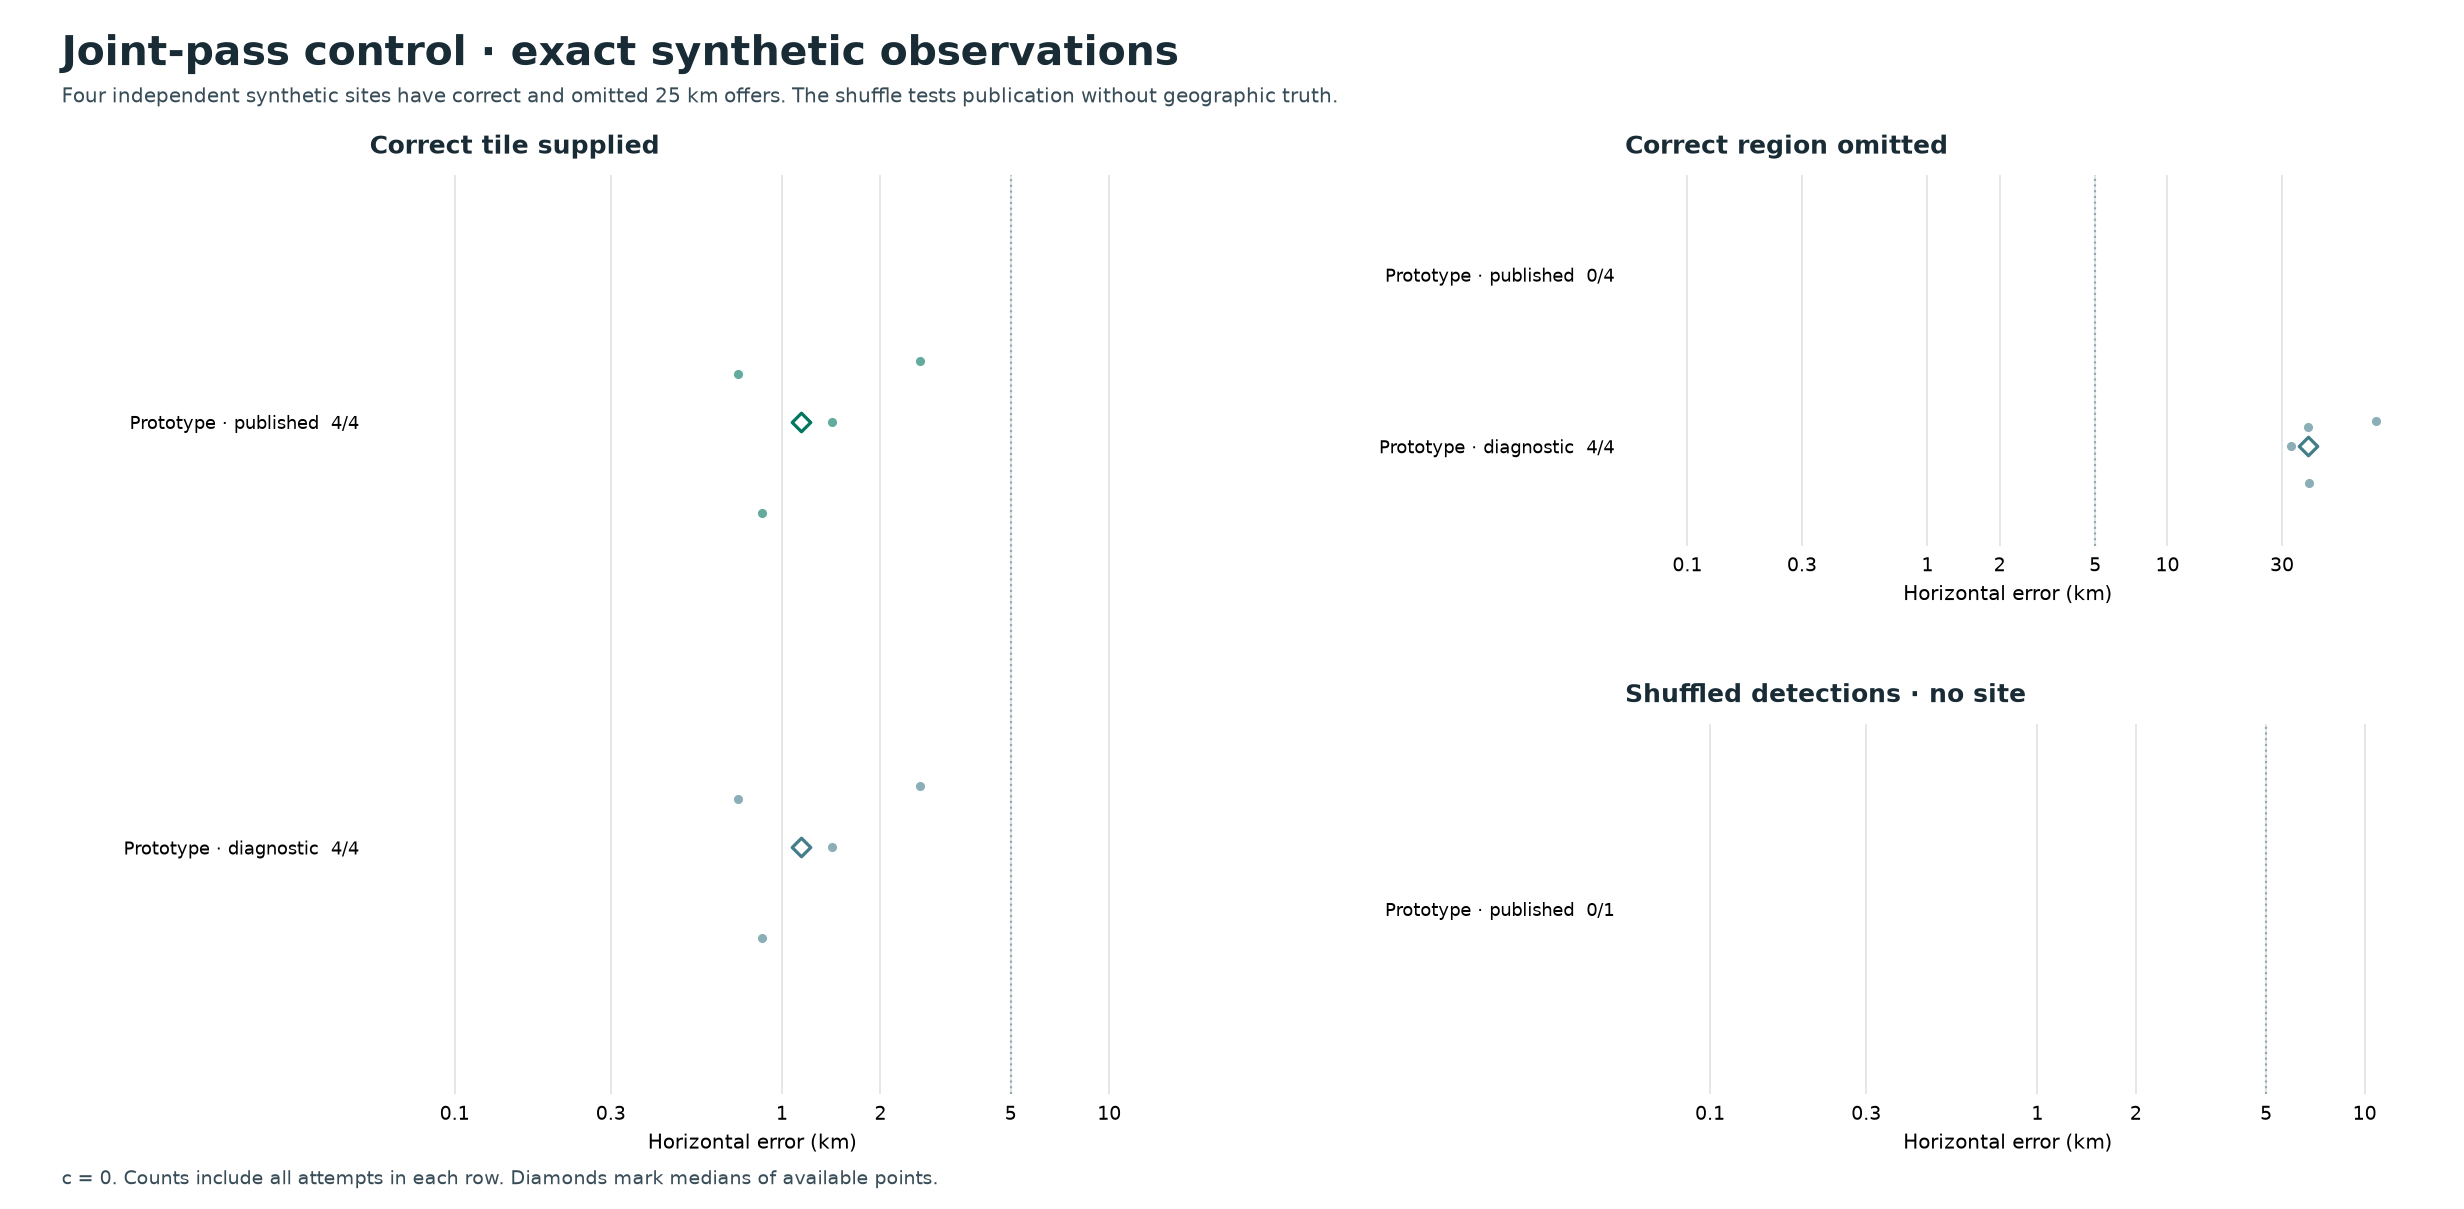 Joint-pass control · exact synthetic observations
Four independent synthetic sites have correct and omitted 25 km offers. The shuffle tests publication without geographic truth.
Correct tile supplied
Prototype · published 4/4
Prototype · diagnostic 4/4
0.1 0.3 1 2 5 10
Horizontal error (km)
Correct region omitted
Prototype · published 0/4
Prototype · diagnostic 4/4
0.1 0.3 1 2 5 10 30
Horizontal error (km)
Shuffled detections · no site
Prototype · published 0/1
0.1 0.3 1 2 5 10
Horizontal error (km)
c = 0. Counts include all attempts in each row. Diamonds mark medians of available points.